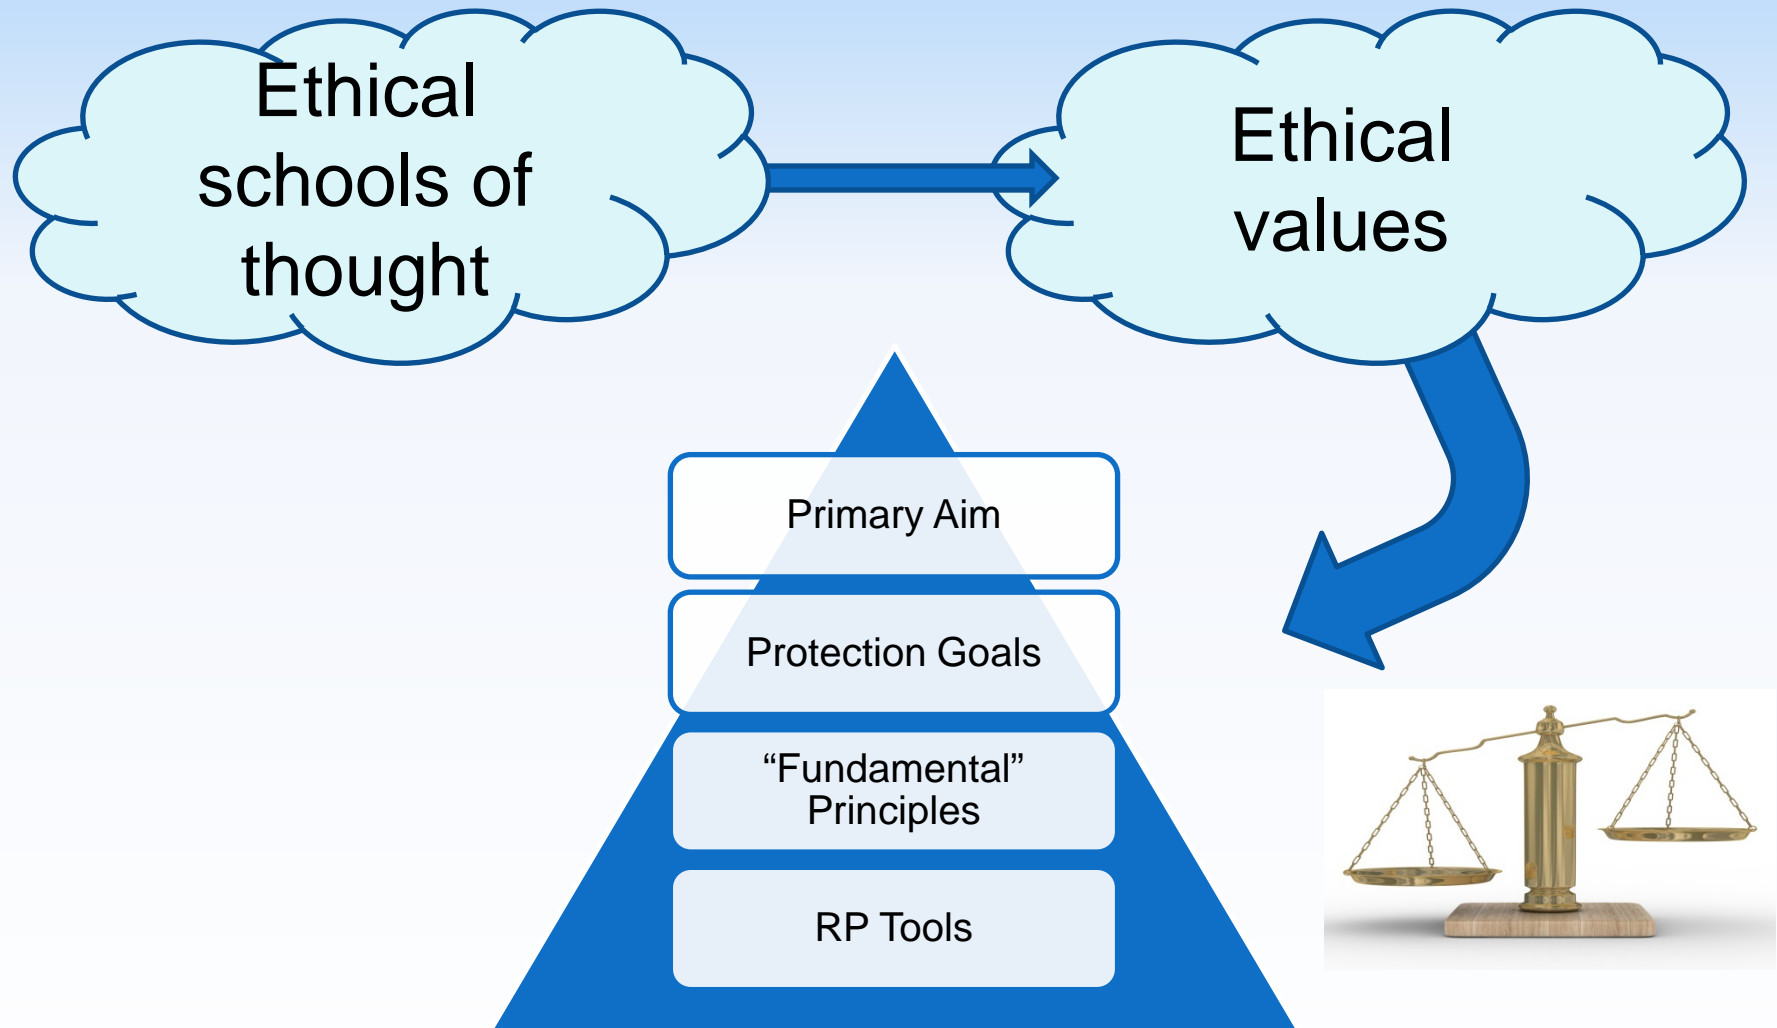 Ethical
schools of
thought
Ethical
values
Primary Aim
Protection Goals
“Fundamental”
Principles
RP Tools